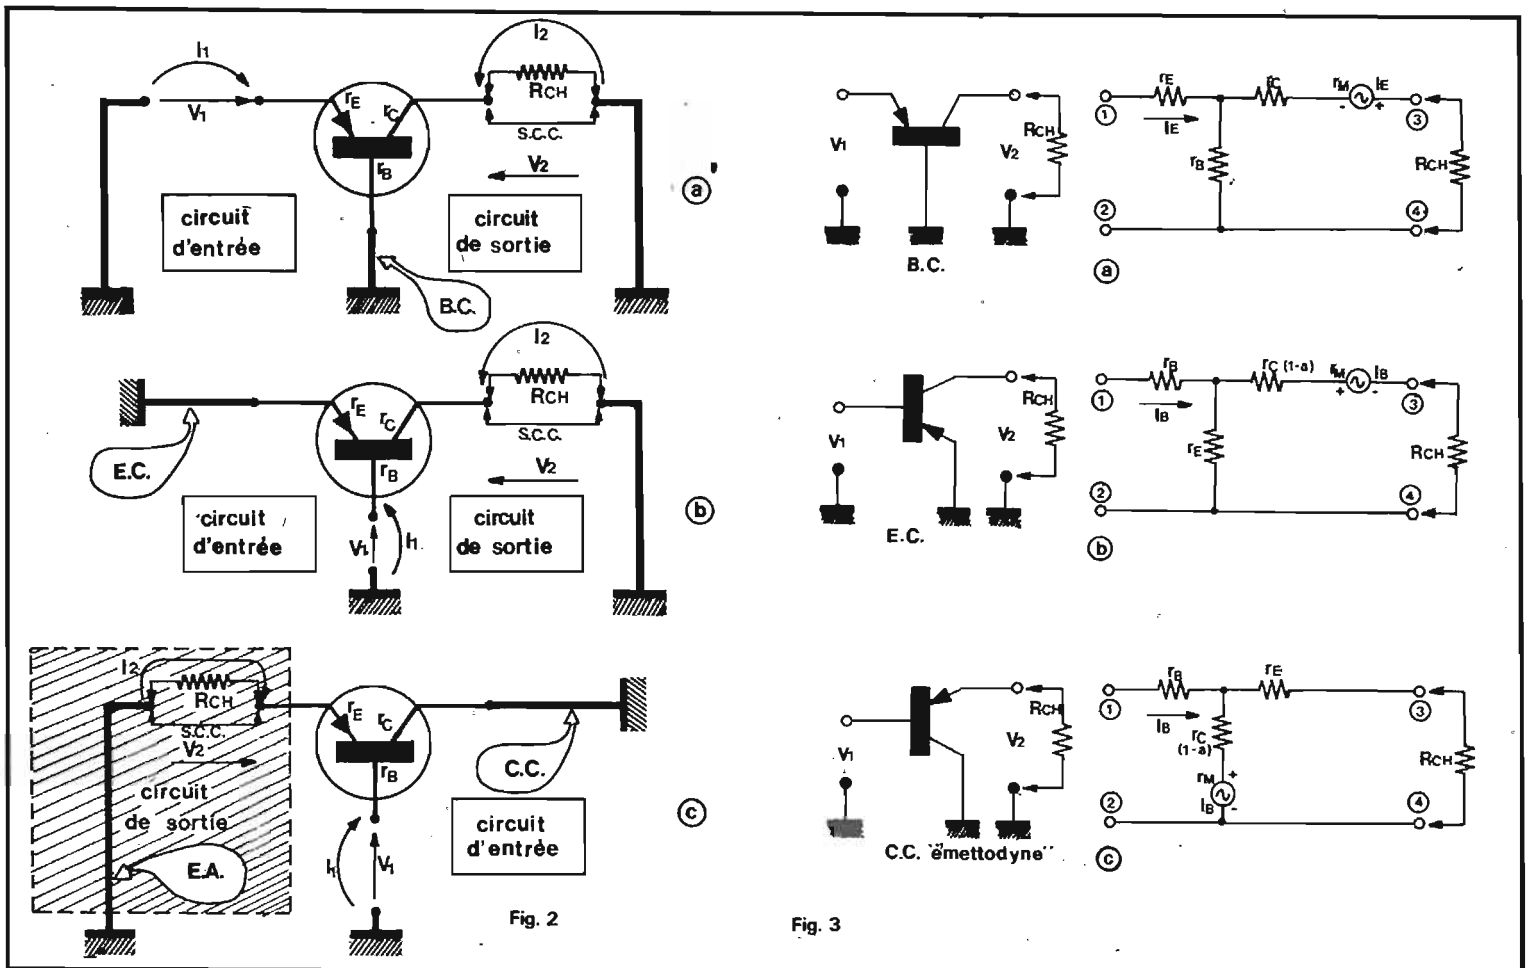 I1
V1
rE
rC
rB
I2
RCH
S.C.C.
V2
circuit
d'entrée
circuit
de sortie
B.C.
a
I2
RCH
S.C.C.
V2
rE
rC
rB
E.C.
circuit
d'entrée
V1
I1
circuit
de sortie
b
I2
RCH
S.C.C.
V2
circuit
de sortie
E.A.
rE
rC
rB
C.C.
circuit
d'entrée
I1
V1
c
Fig. 2
V1
V2
RCH
B.C.
1
rE
IE
rC
rM IE
- +
3
rB
RCH
2
4
a
V1
V2
RCH
E.C.
1
rB
IB
rC (1-a)
rM IB
+ -
3
rE
RCH
2
4
b
V1
V2
RCH
C.C. "émettodyne"
1
rB
IB
rE
3
rC
(1-a)
rM +
IB -
RCH
2
4
c
Fig. 3